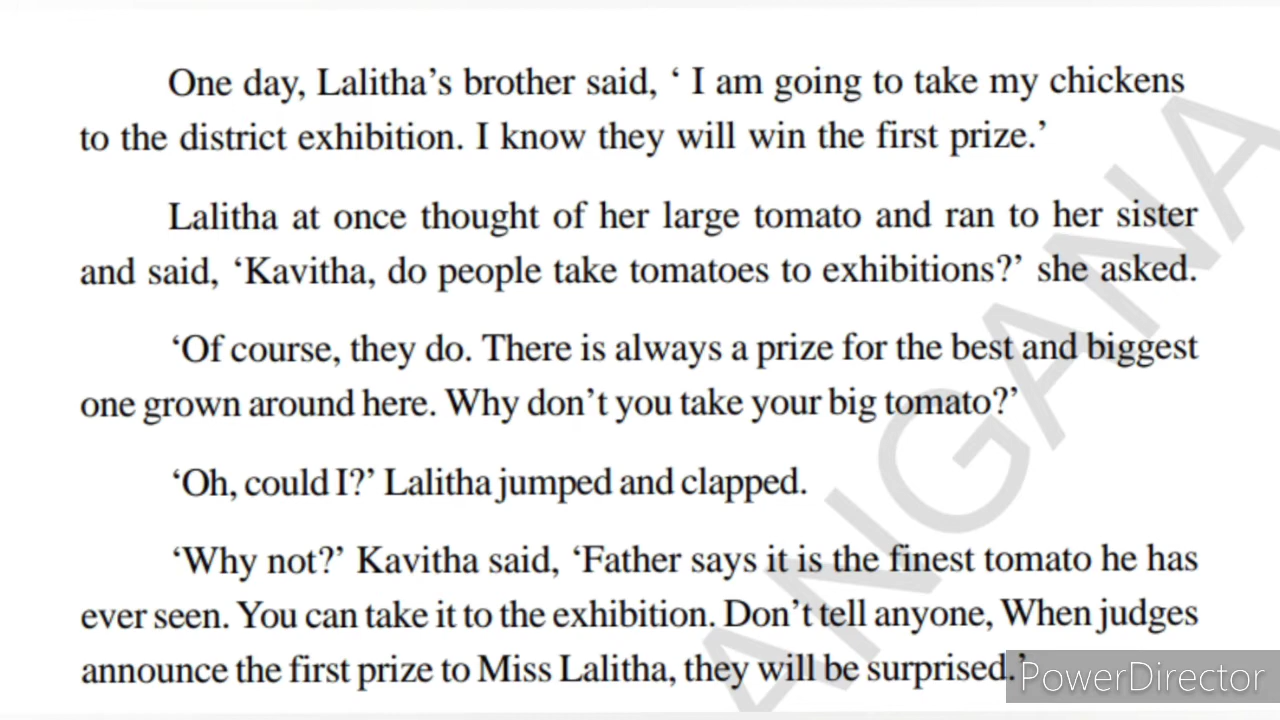 One day, Lalitha’s brother said, ‘ I am going to take my chickens
to the district exhibition. I know they will win the first prize.’
Lalitha at once thought of her large tomato and ran to her sister
and said, ‘Kavitha, do people take tomatoes to exhibitions?’ she asked.
‘Of course, they do. There is always a prize for the best and biggest
one grown around here. Why don’t you take your big tomato?’
‘Oh, could I?’ Lalitha jumped and clapped.
‘Why not?’ Kavitha said, ‘Father says it is the finest tomato he has
ever seen. You can take it to the exhibition. Don’t tell anyone, When judges
announce the first prize to Miss Lalitha, they will be surprised.’
PowerDirector
ANGANA